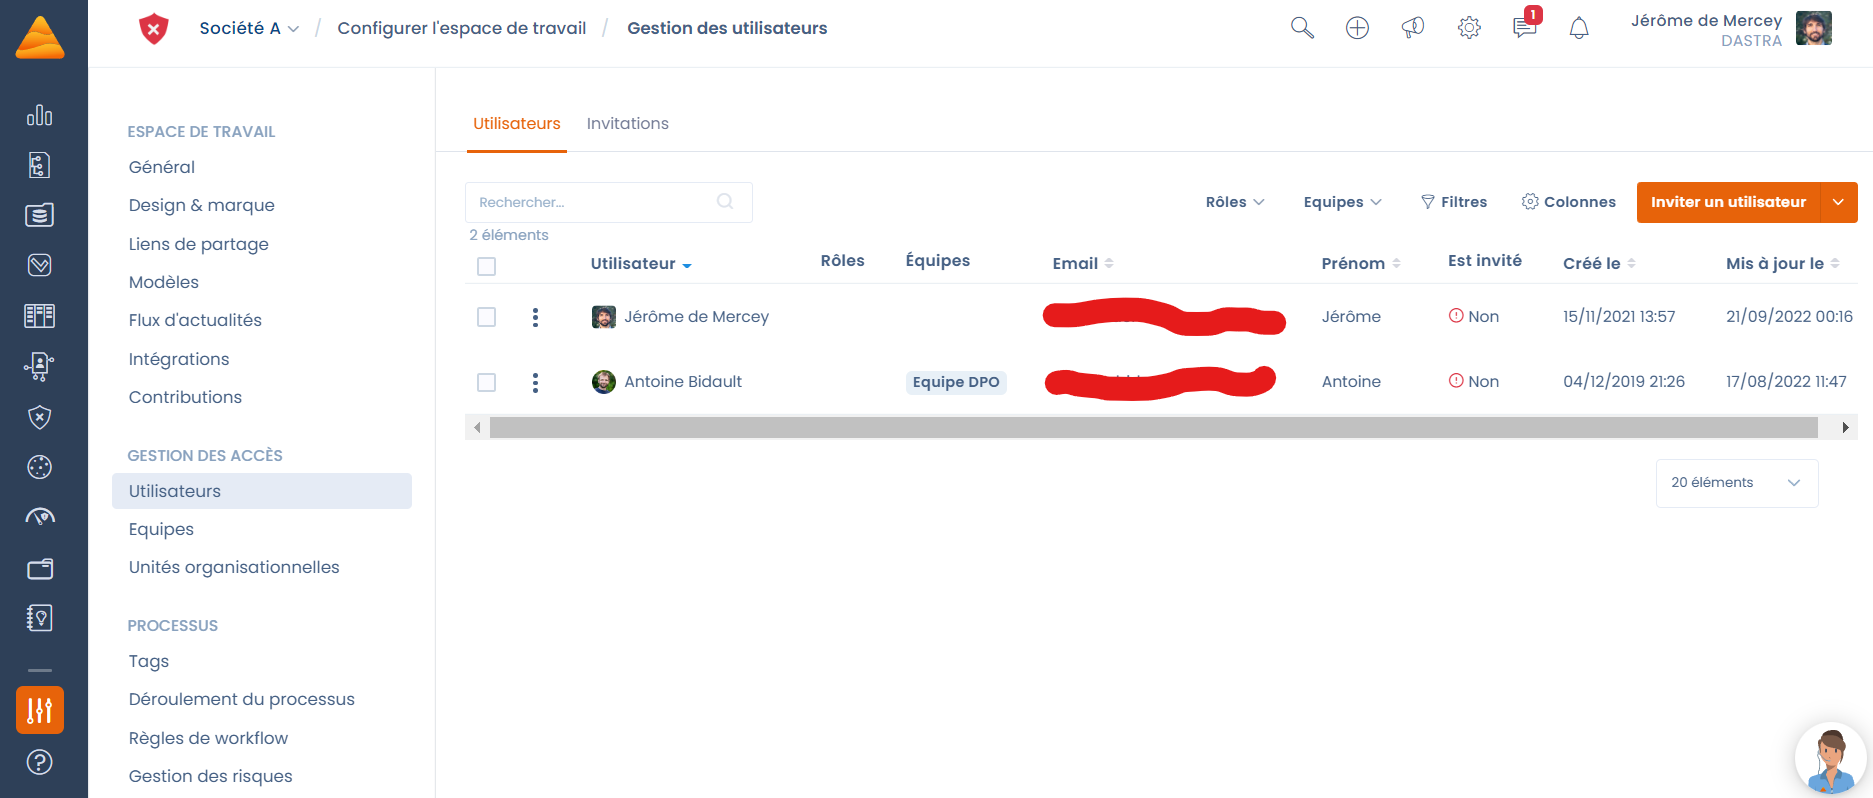 Société A / Configurer l'espace de travail / Gestion des utilisateurs
1
Jérôme de Mercey
DASTRA
ESPACE DE TRAVAIL
Général
Design & marque
Liens de partage
Modèles
Flux d'actualités
Intégrations
Contributions
GESTION DES ACCÈS
Utilisateurs
Equipes
Unités organisationnelles
PROCESSUS
Tags
Déroulement du processus
Règles de workflow
Gestion des risques
Utilisateurs Invitations
Rechercher... Rôles Equipes Filtres Colonnes Inviter un utilisateur
2 éléments
Utilisateur Rôles Équipes Email Prénom Est invité Créé le Mis à jour le
Jérôme de Mercey Jérôme Non 15/11/2021 13:57 21/09/2022 00:16
Antoine Bidault Equipe DPO Antoine Non 04/12/2019 21:26 17/08/2022 11:47
20 éléments